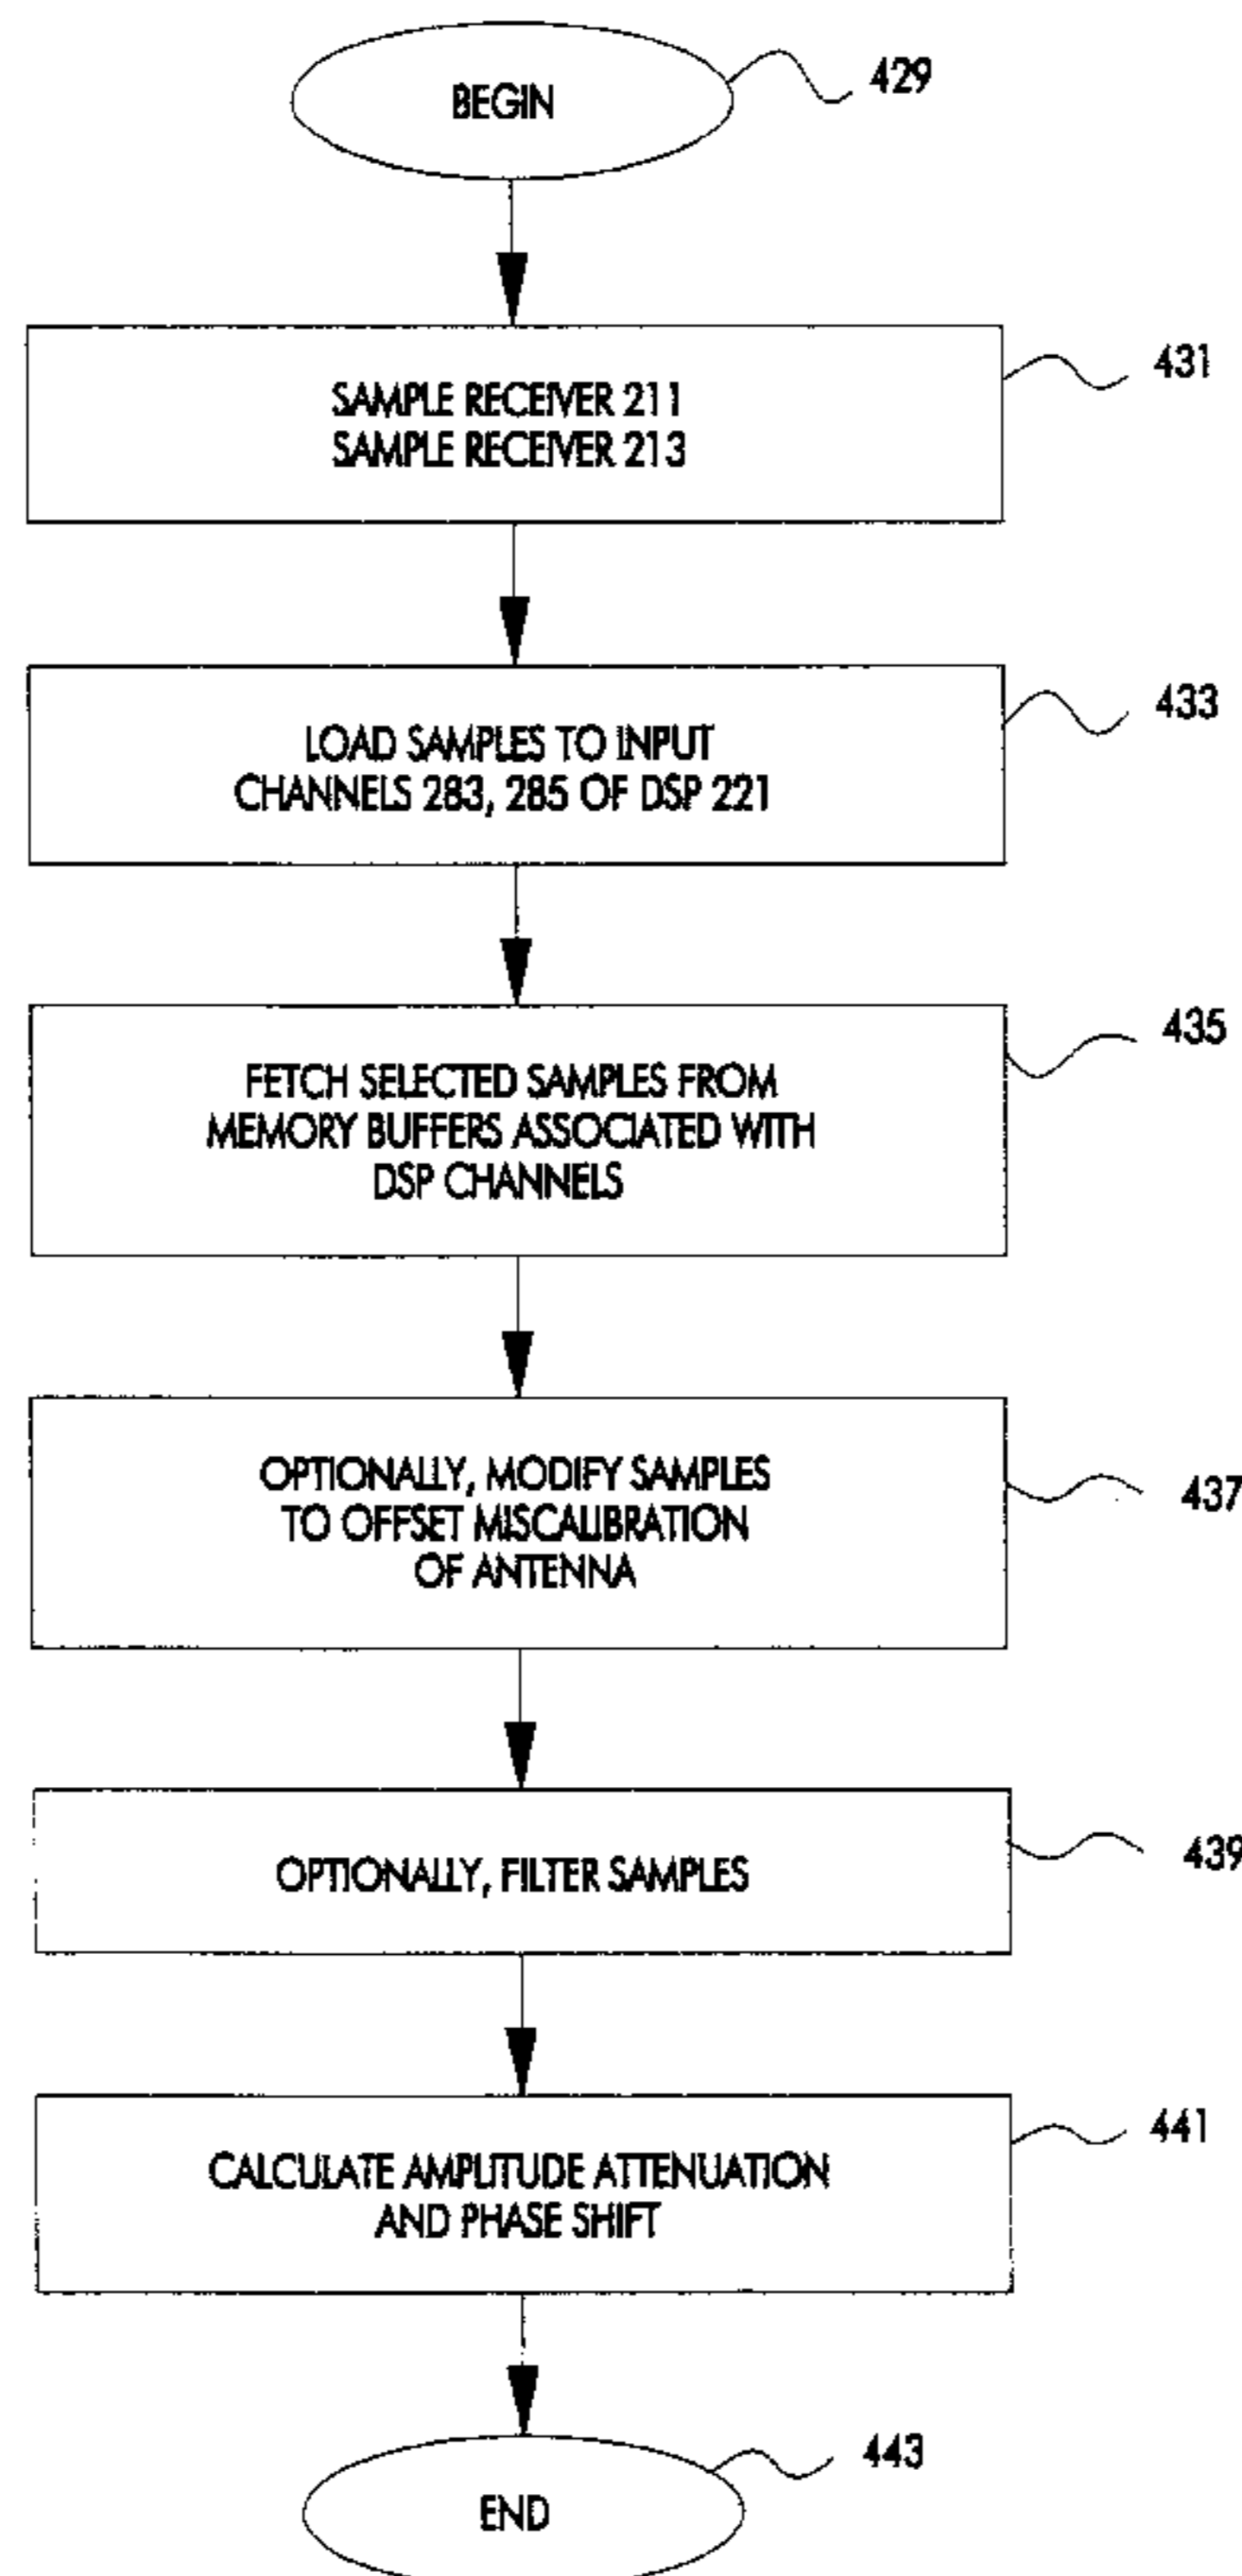 BEGIN
429
SAMPLE RECEIVER 211
SAMPLE RECEIVER 213
431
LOAD SAMPLES TO INPUT
CHANNELS 283, 285 OF DSP 221
433
FETCH SELECTED SAMPLES FROM
MEMORY BUFFERS ASSOCIATED WITH
DSP CHANNELS
435
OPTIONALLY, MODIFY SAMPLES
TO OFFSET MISCALIBRATION
OF ANTENNA
437
OPTIONALLY, FILTER SAMPLES
439
CALCULATE AMPLITUDE ATTENUATION
AND PHASE SHIFT
441
END
443